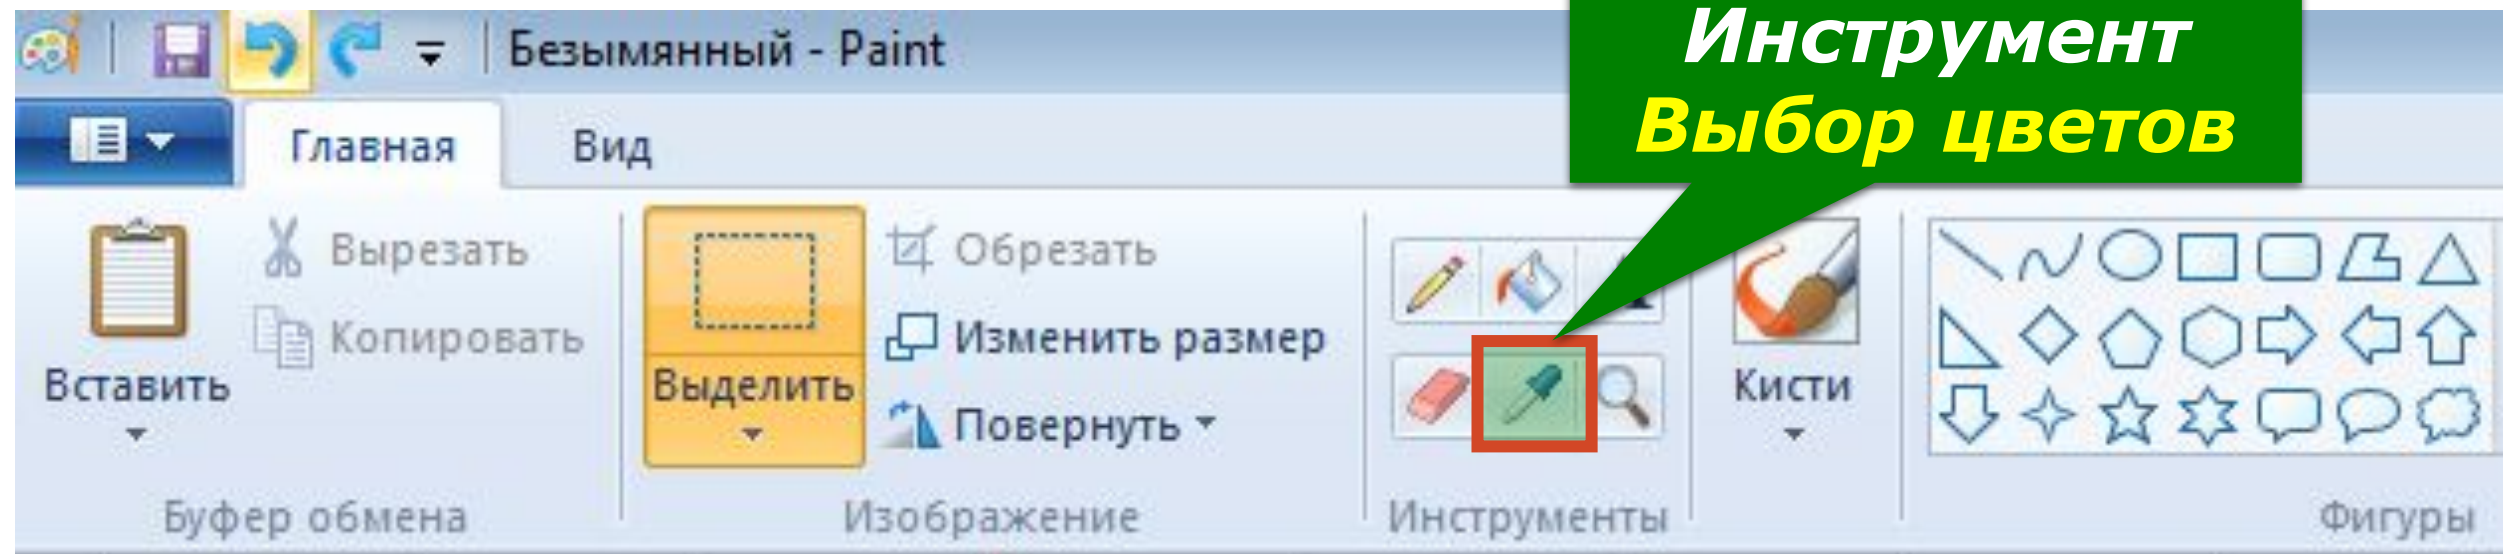 Безымянный - Paint
Инструмент
Выбор цветов
Главная
Вид
Вставить
Вырезать
Копировать
Буфер обмена
Выделить
Обрезать
Изменить размер
Повернуть
Изображение
Инструменты
Кисти
Фигуры